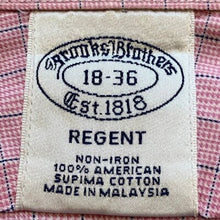 Brooks Brothers
18-36
Est. 1818
REGENT
NON-IRON
100% AMERICAN
SUPIMA COTTON
MADE IN MALAYSIA